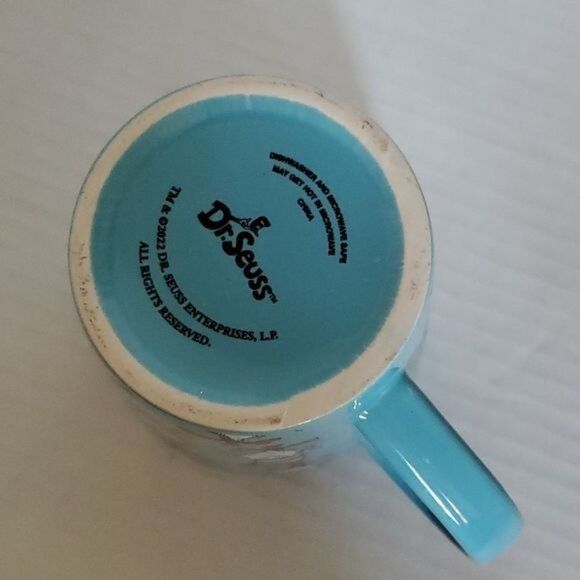 DISHWASHER AND MICROWAVE SAFE
MAY GET HOT IN MICROWAVE
CHINA
Dr. Seuss™
TM & ©2022 DR. SEUSS ENTERPRISES, L.P.
ALL RIGHTS RESERVED.